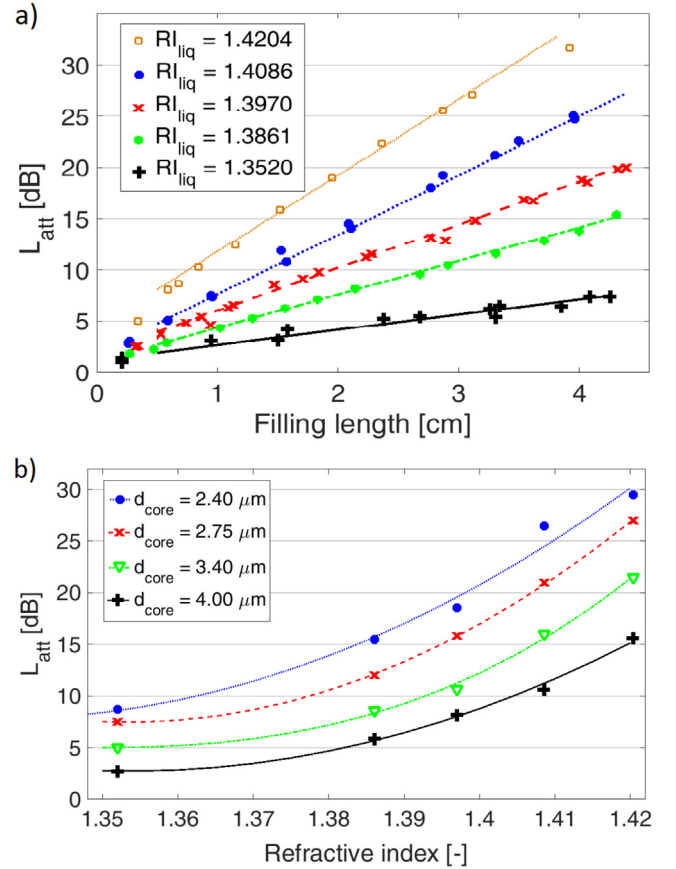 a)
RI_liq = 1.4204
RI_liq = 1.4086
RI_liq = 1.3970
RI_liq = 1.3861
RI_liq = 1.3520
L_att [dB]
30
25
20
15
10
5
0
0 1 2 3 4
Filling length [cm]
b)
d_core = 2.40 μm
d_core = 2.75 μm
d_core = 3.40 μm
d_core = 4.00 μm
L_att [dB]
30
25
20
15
10
5
0
1.35 1.36 1.37 1.38 1.39 1.4 1.41 1.42
Refractive index [-]